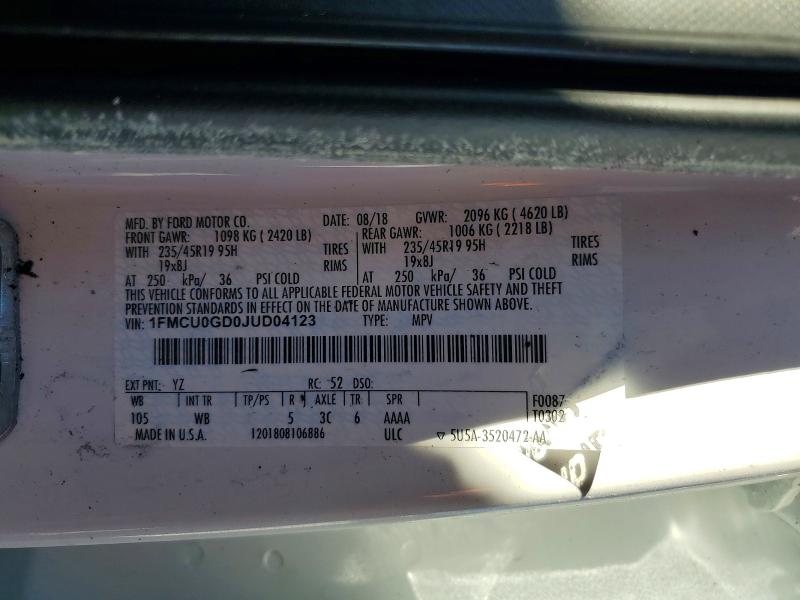 MFD. BY FORD MOTOR CO. DATE: 08/18 GVWR: 2096 KG ( 4620 LB)
FRONT GAWR: 1098 KG ( 2420 LB) REAR GAWR: 1006 KG ( 2218 LB)
WITH 235/45R19 95H TIRES WITH 235/45R19 95H TIRES
19x8J RIMS 19x8J RIMS
AT 250 kPa/ 36 PSI COLD AT 250 kPa/ 36 PSI COLD
THIS VEHICLE CONFORMS TO ALL APPLICABLE FEDERAL MOTOR VEHICLE SAFETY AND THEFT
PREVENTION STANDARDS IN EFFECT ON THE DATE OF MANUFACTURE SHOWN ABOVE.
VIN: 1FMCU0GD0JUD04123 TYPE: MPV
EXT PNT: YZ RC: 52 DSO:
WB INT TR TP/PS R AXLE TR SPR F0087
105 WB 5 3C 6 AAAA T0302
MADE IN U.S.A. 1201808106886 ULC ▽ 5U5A-3520472-AA